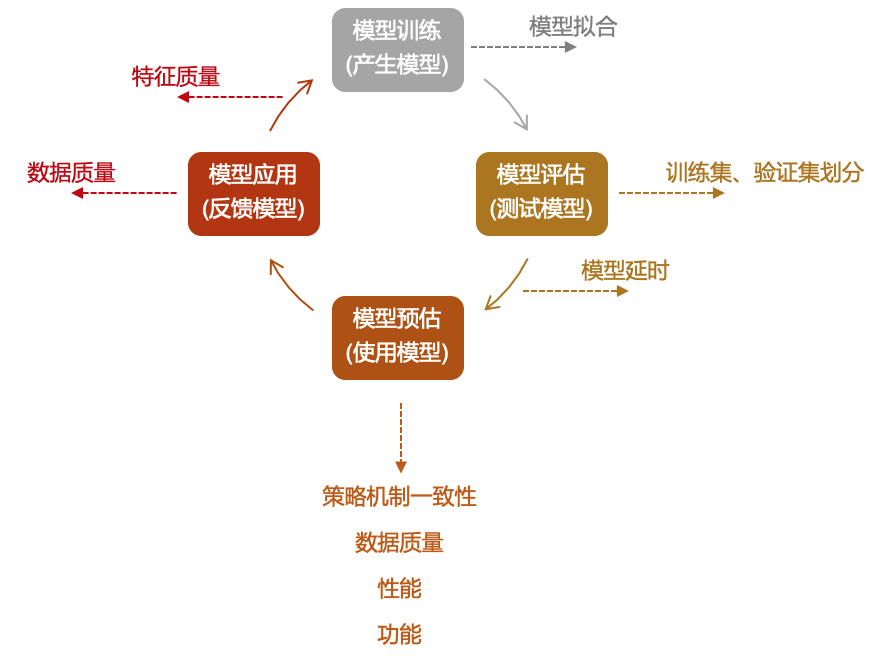 模型训练
(产生模型)
模型拟合
特征质量
数据质量
模型应用
(反馈模型)
模型评估
(测试模型)
训练集、验证集划分
模型延时
模型预估
(使用模型)
策略机制一致性
数据质量
性能
功能